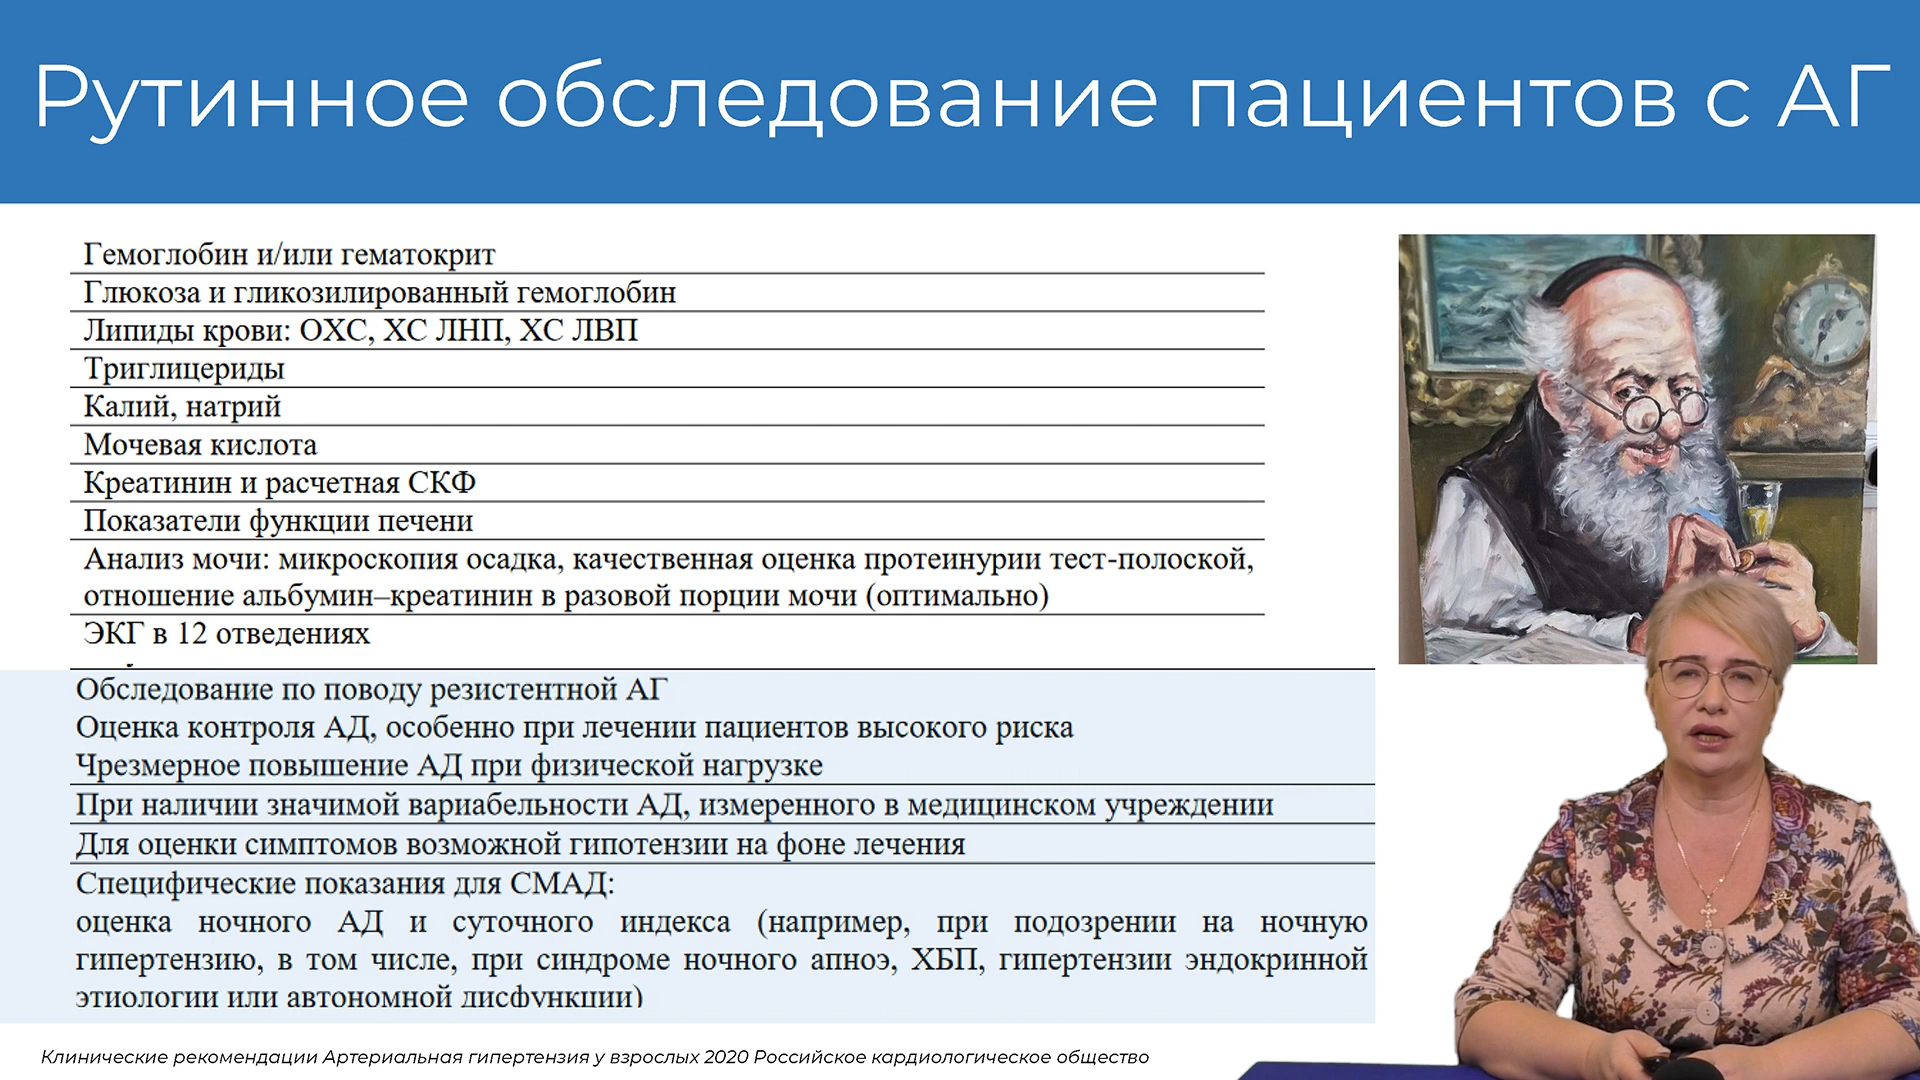 Рутинное обследование пациентов с АГ
Гемоглобин и/или гематокрит
Глюкоза и гликозилированный гемоглобин
Липиды крови: ОХС, ХС ЛНП, ХС ЛВП
Триглицериды
Калий, натрий
Мочевая кислота
Креатинин и расчетная СКФ
Показатели функции печени
Анализ мочи: микроскопия осадка, качественная оценка протеинурии тест-полоской,
отношение альбумин–креатинин в разовой порции мочи (оптимально)
ЭКГ в 12 отведениях
Обследование по поводу резистентной АГ
Оценка контроля АД, особенно при лечении пациентов высокого риска
Чрезмерное повышение АД при физической нагрузке
При наличии значимой вариабельности АД, измеренного в медицинском учреждении
Для оценки симптомов возможной гипотензии на фоне лечения
Специфические показания для СМАД:
оценка ночного АД и суточного индекса (например, при подозрении на ночную
гипертензию, в том числе, при синдроме ночного апноэ, ХБП, гипертензии эндокринной
этиологии или автономной дисфункции)
Клинические рекомендации Артериальная гипертензия у взрослых 2020 Российское кардиологическое общество